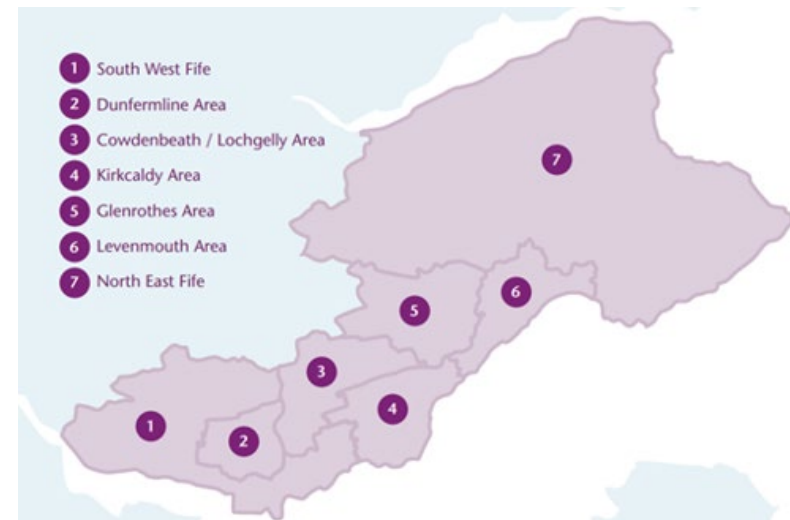 1 South West Fife
2 Dunfermline Area
3 Cowdenbeath / Lochgelly Area
4 Kirkcaldy Area
5 Glenrothes Area
6 Levenmouth Area
7 North East Fife
7
6
5
3
4
1
2